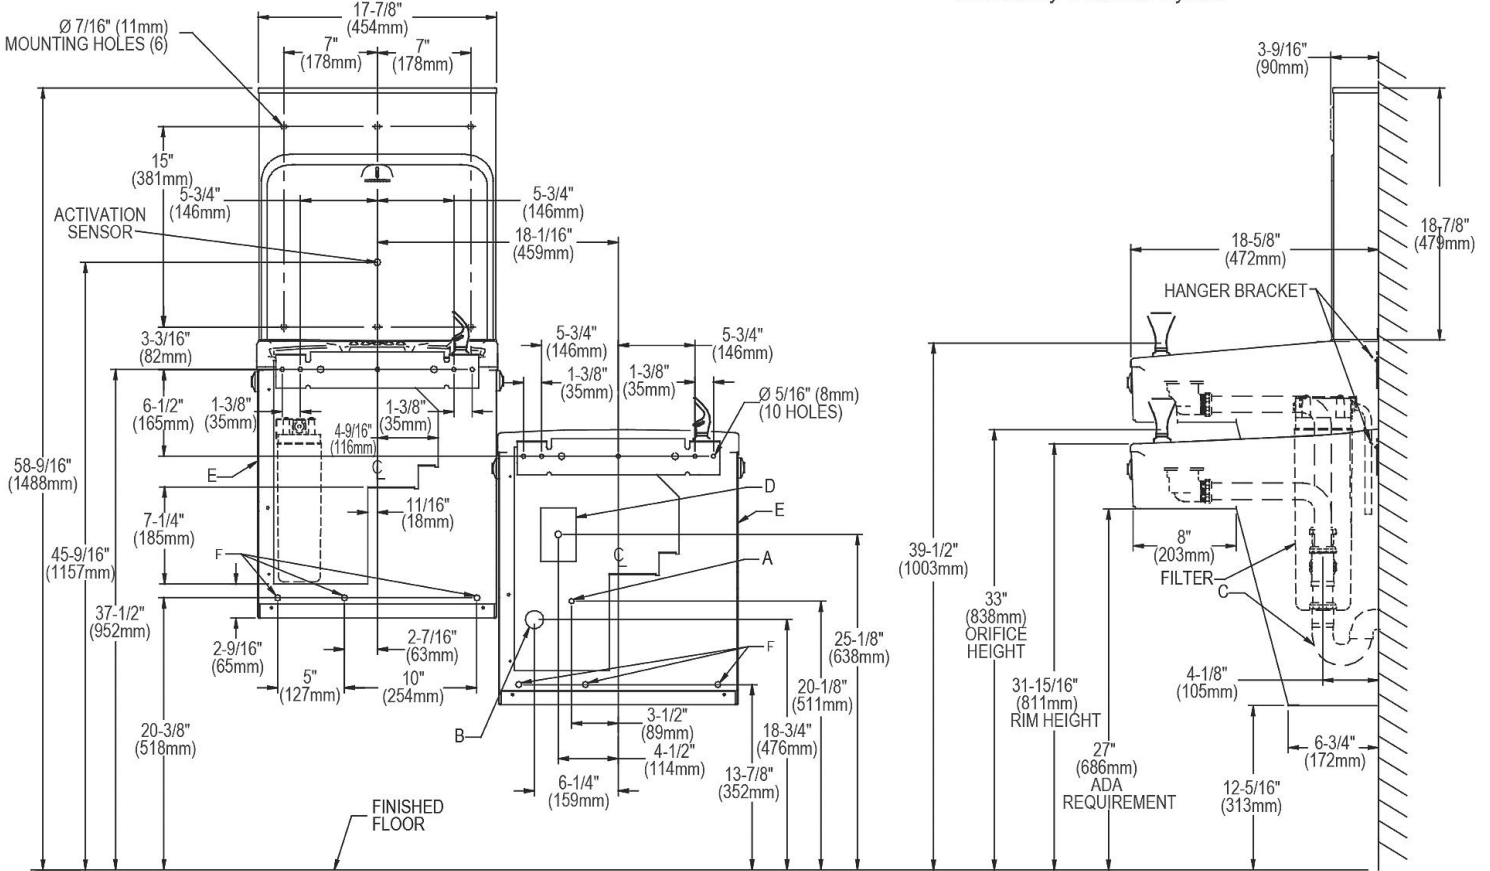 17-7/8"
(454mm)
Ø 7/16" (11mm)
MOUNTING HOLES (6)
7"
(178mm)
7"
(178mm)
15"
(381mm)
5-3/4"
(146mm)
5-3/4"
(146mm)
ACTIVATION
SENSOR
18-1/16"
(459mm)
3-3/16"
(82mm)
5-3/4"
(146mm)
5-3/4"
(146mm)
6-1/2"
(165mm)
1-3/8"
(35mm)
1-3/8"
(35mm)
1-3/8"
(35mm)
1-3/8"
(35mm)
Ø 5/16" (8mm)
(10 HOLES)
4-9/16"
(116mm)
C
L
58-9/16"
(1488mm)
E
7-1/4"
(185mm)
11/16"
(18mm)
D
E
F
C
L
A
45-9/16"
(1157mm)
37-1/2"
(952mm)
2-9/16"
(65mm)
2-7/16"
(63mm)
5"
(127mm)
10"
(254mm)
F
25-1/8"
(638mm)
20-1/8"
(511mm)
20-3/8"
(518mm)
B
3-1/2"
(89mm)
4-1/2"
(114mm)
18-3/4"
(476mm)
6-1/4"
(159mm)
13-7/8"
(352mm)
FINISHED
FLOOR
3-9/16"
(90mm)
18-7/8"
(479mm)
18-5/8"
(472mm)
HANGER BRACKET
39-1/2"
(1003mm)
8"
(203mm)
FILTER
C
33"
(838mm)
ORIFICE
HEIGHT
31-15/16"
(811mm)
RIM HEIGHT
4-1/8"
(105mm)
27"
(686mm)
ADA
REQUIREMENT
6-3/4"
(172mm)
12-5/16"
(313mm)